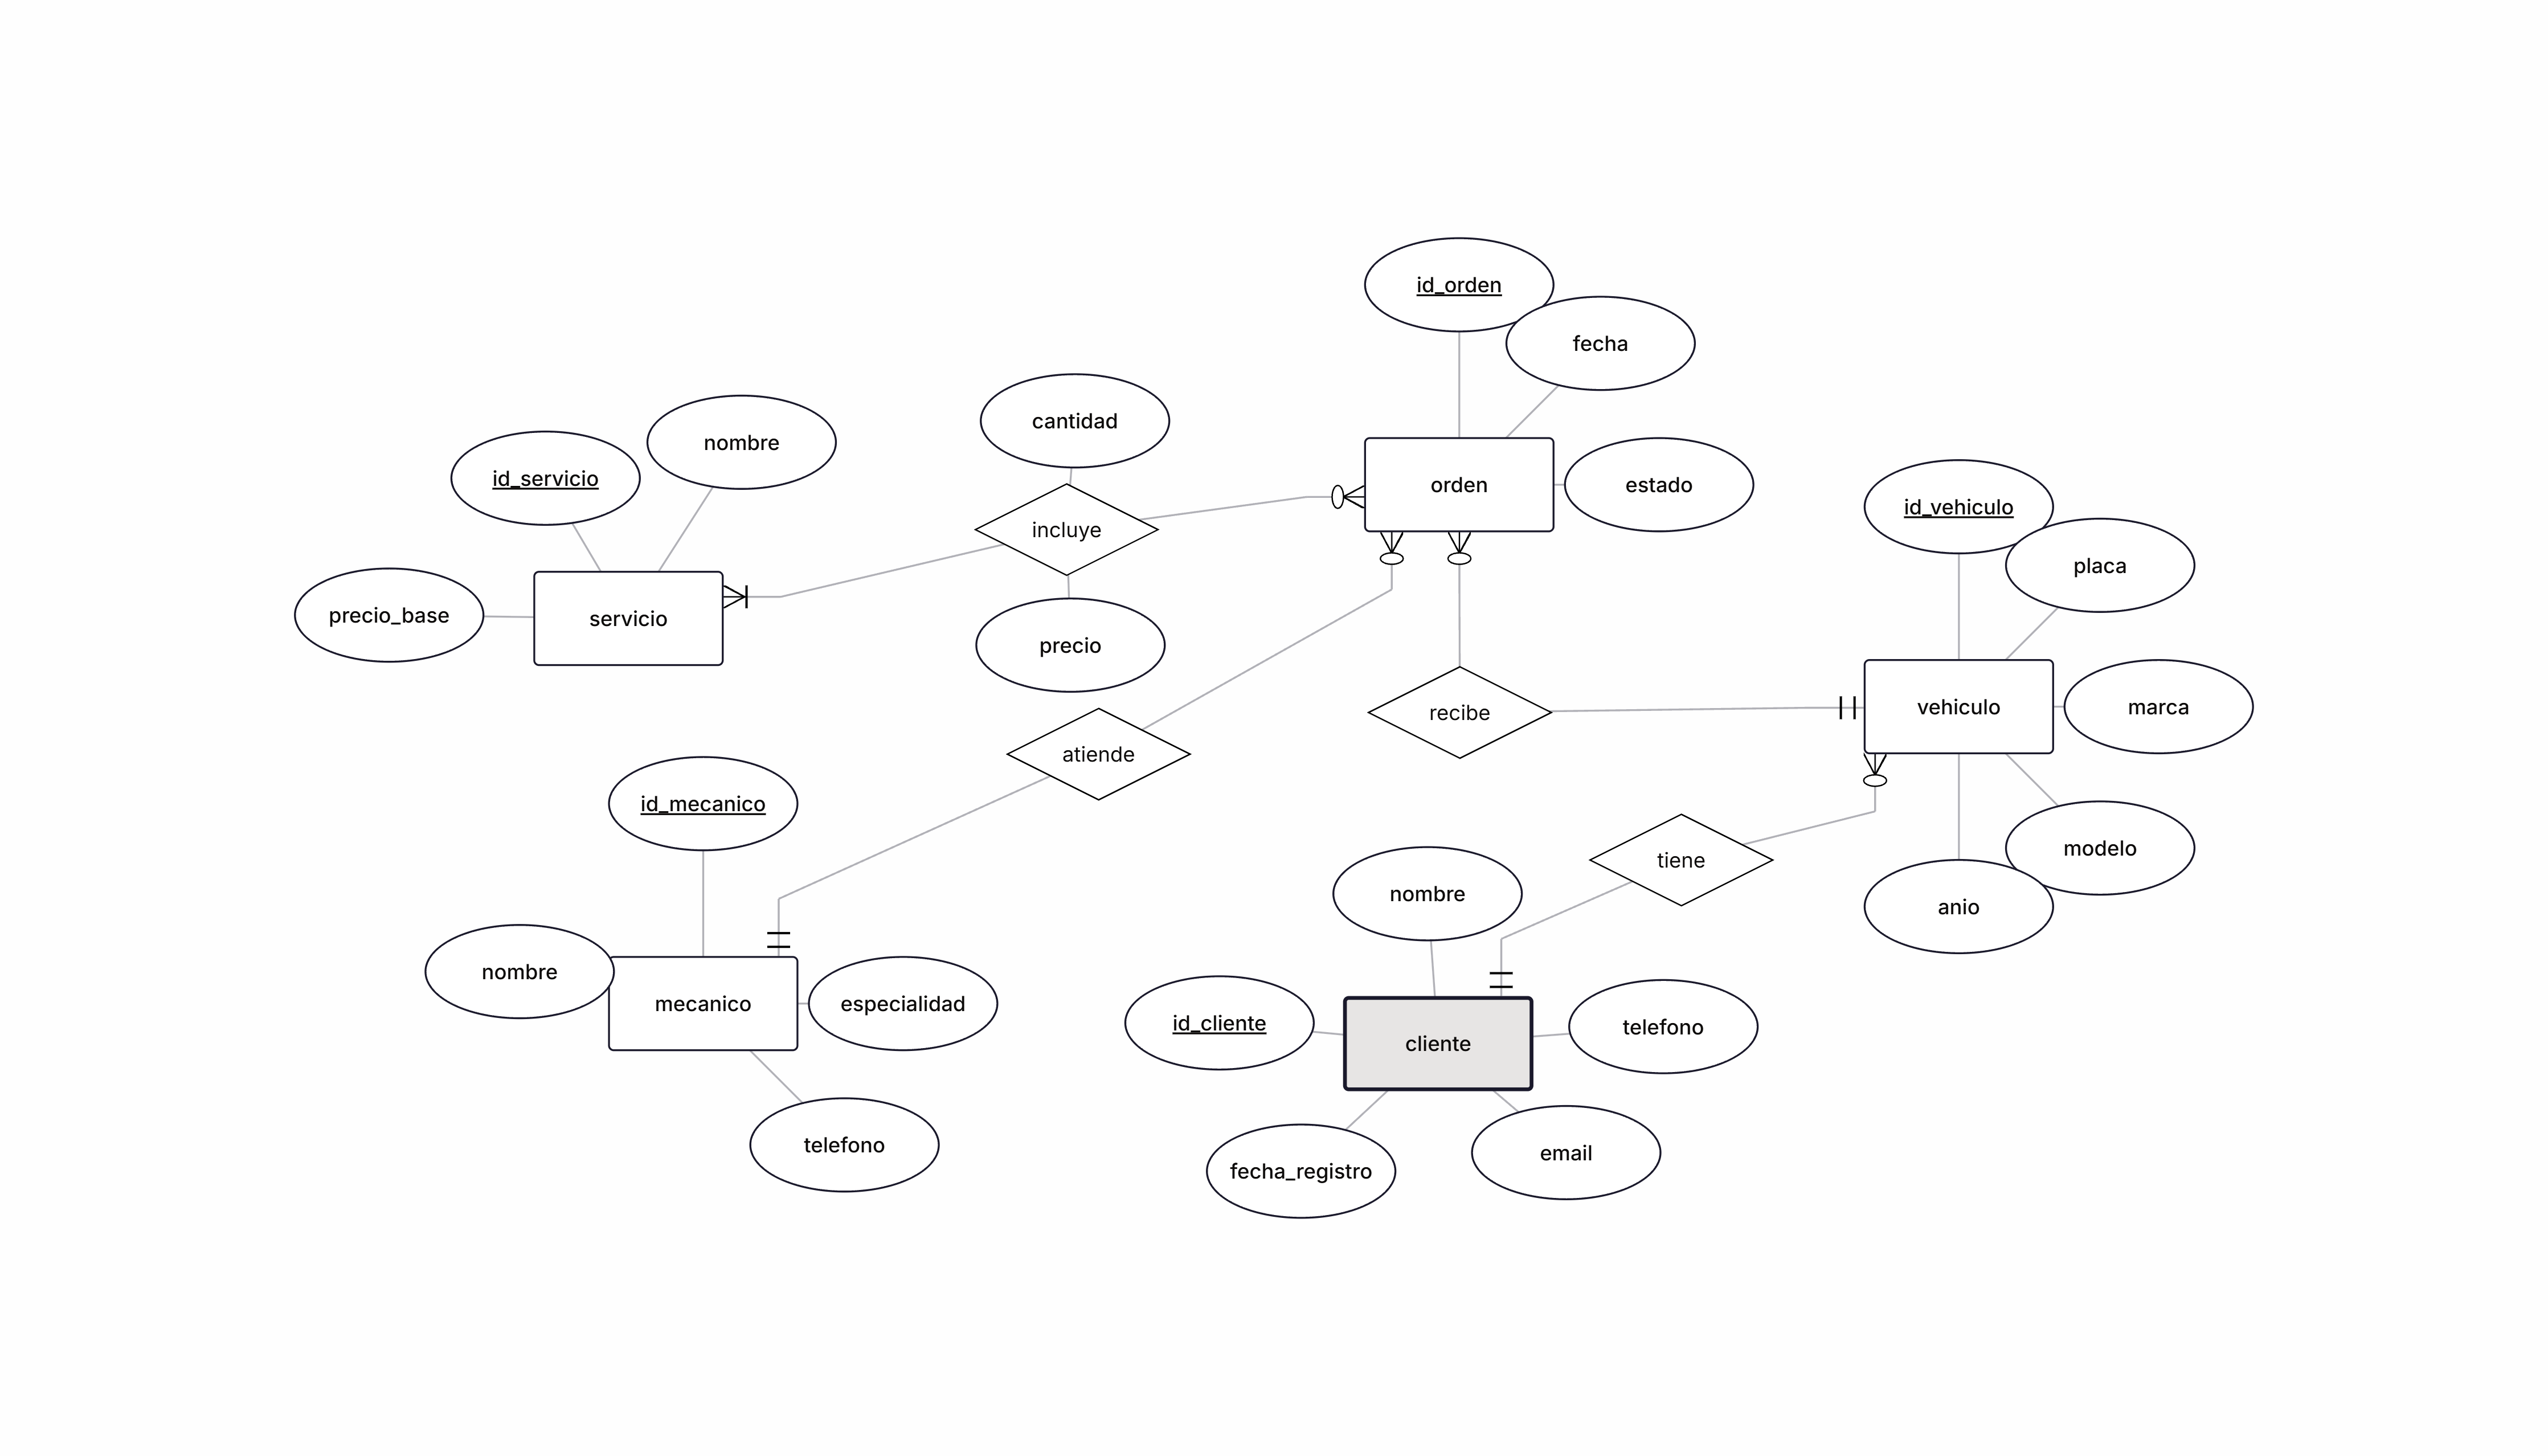 id_orden
fecha
cantidad
nombre
id_servicio
orden
estado
id_vehiculo
incluye
placa
precio_base
servicio
precio
vehiculo
marca
recibe
atiende
id_mecanico
modelo
tiene
nombre
anio
nombre
mecanico
especialidad
id_cliente
telefono
cliente
telefono
email
fecha_registro